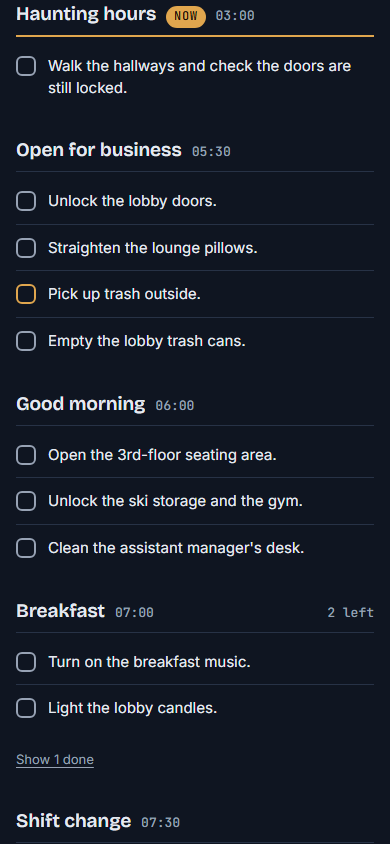 Haunting hours NOW 03:00
Walk the hallways and check the doors are
still locked.
Open for business 05:30
Unlock the lobby doors.
Straighten the lounge pillows.
Pick up trash outside.
Empty the lobby trash cans.
Good morning 06:00
Open the 3rd-floor seating area.
Unlock the ski storage and the gym.
Clean the assistant manager's desk.
Breakfast 07:00 2 left
Turn on the breakfast music.
Light the lobby candles.
Show 1 done
Shift change 07:30